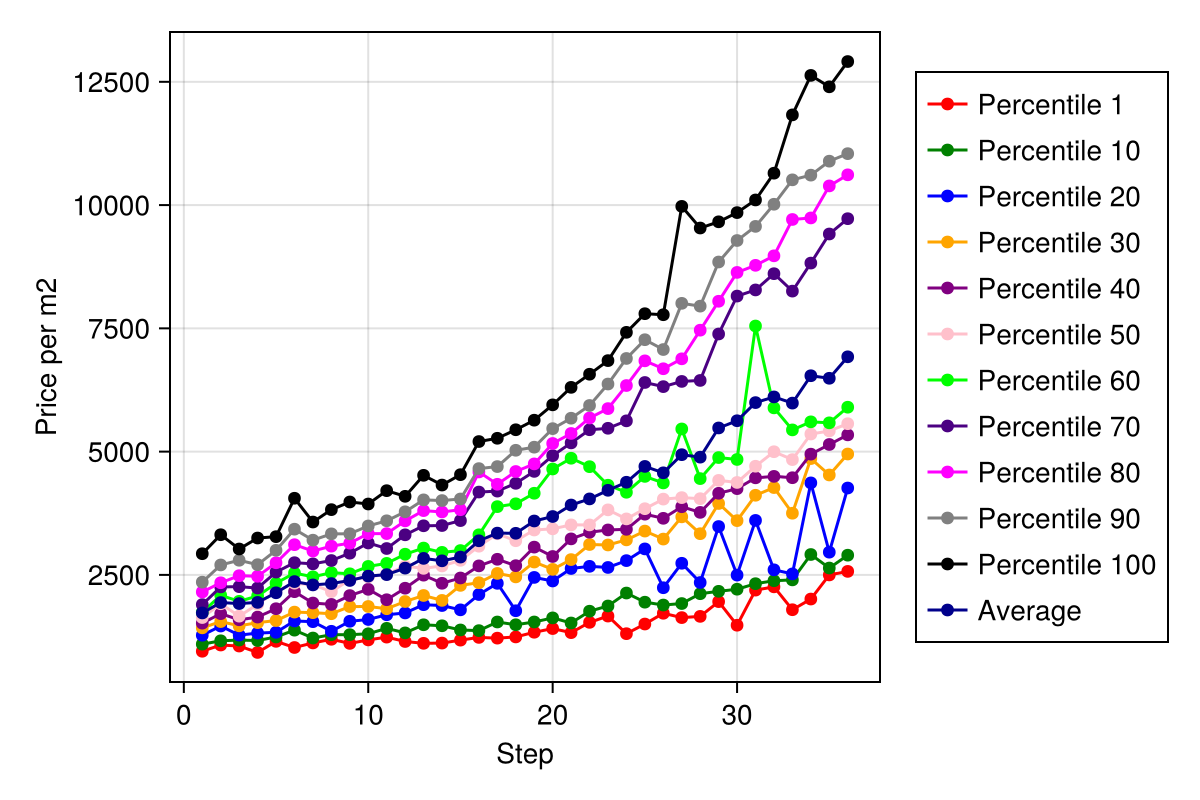 12500
10000
7500
5000
2500
Price per m2
0 10 20 30
Step
Percentile 1
Percentile 10
Percentile 20
Percentile 30
Percentile 40
Percentile 50
Percentile 60
Percentile 70
Percentile 80
Percentile 90
Percentile 100
Average